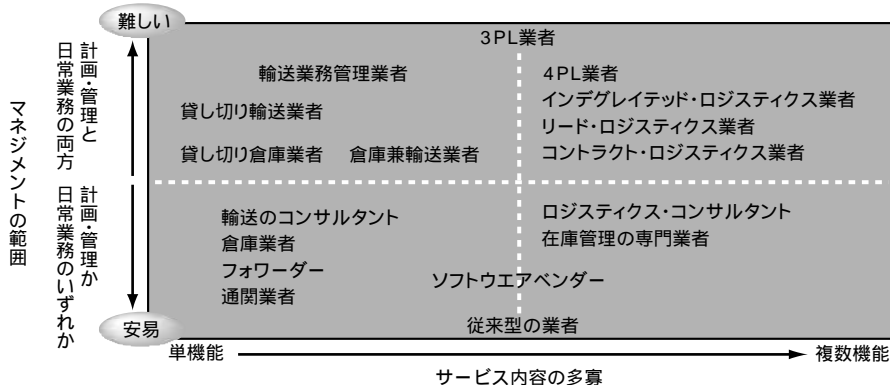 難しい
3PL業者
輸送業務管理業者
貸し切り輸送業者
貸し切り倉庫業者 倉庫兼輸送業者
4PL業者
インデグレイテッド・ロジスティクス業者
リード・ロジスティクス業者
コントラクト・ロジスティクス業者
マネジメントの範囲
計画・管理と
日常業務の両方
計画・管理か
日常業務のいずれか
輸送のコンサルタント
倉庫業者
フォワーダー
通関業者
ロジスティクス・コンサルタント
在庫管理の専門業者
ソフトウエアベンダー
従来型の業者
安易
単機能
複数機能
サービス内容の多寡